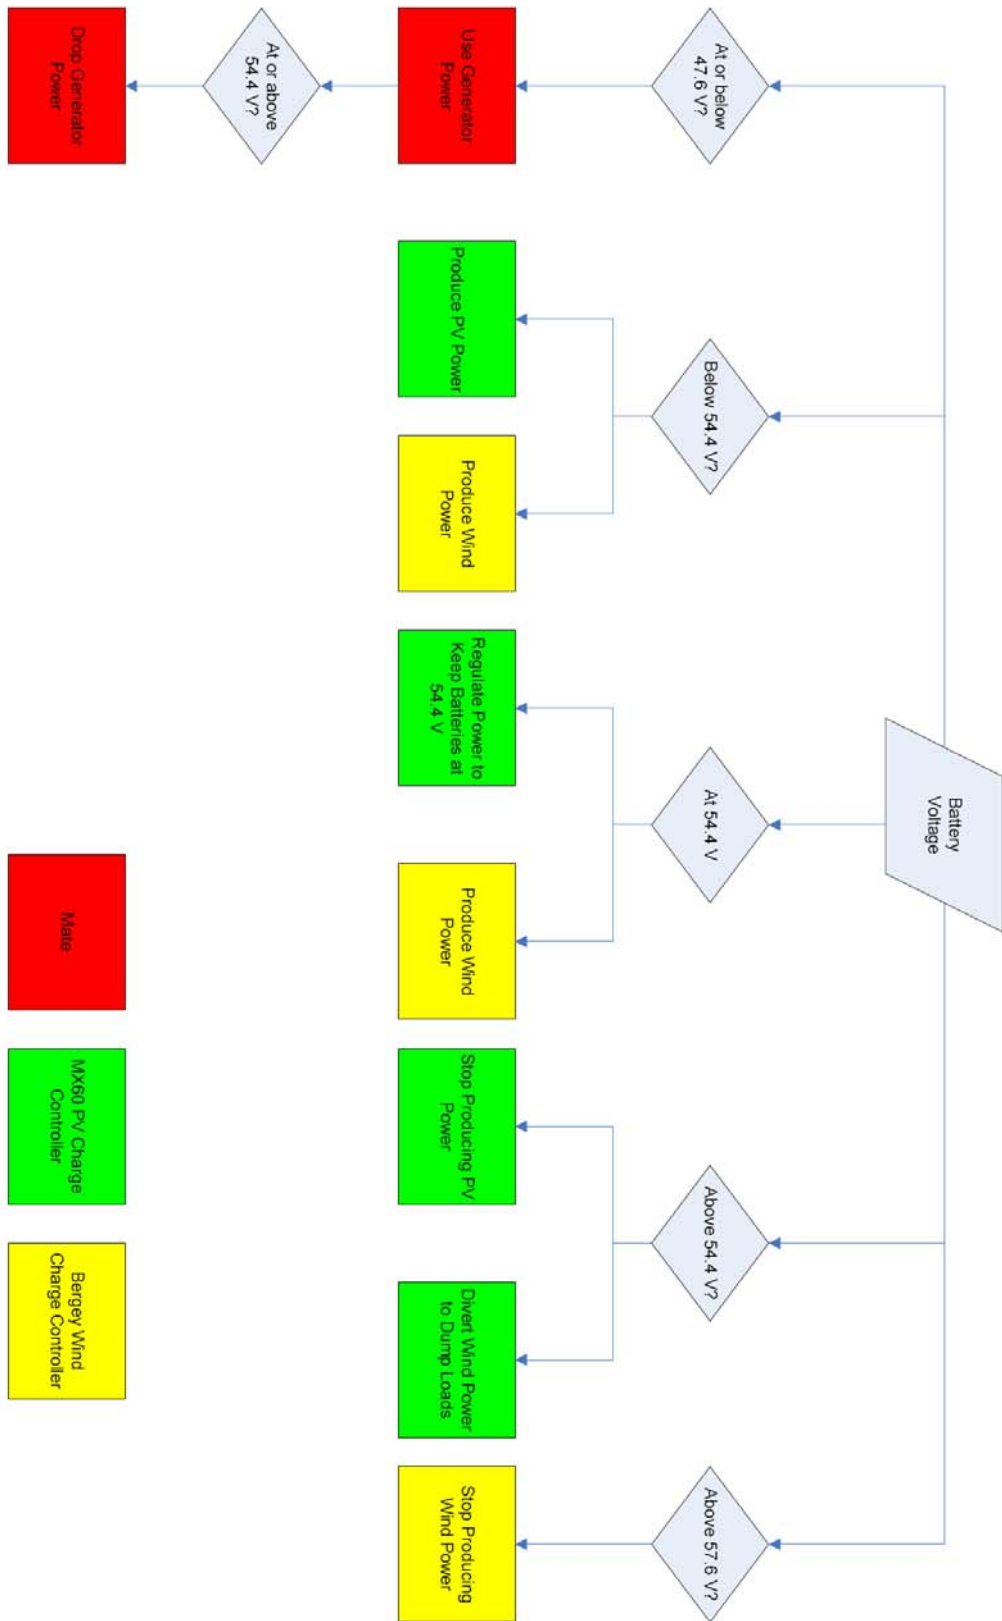 Battery
Voltage
At or below
47.6 V?
Below 54.4 V?
At 54.4 V
Above 54.4 V?
Above 57.6 V?
Use Generator
Power
Produce PV Power
Produce Wind
Power
Regulate Power to
Keep Batteries at
54.4 V
Produce Wind
Power
Stop Producing PV
Power
Divert Wind Power
to Dump Loads
Stop Producing
Wind Power
At or above
54.4 V?
Drop Generator
Power
Mate
MX60 PV Charge
Controller
Bergey Wind
Charge Controller